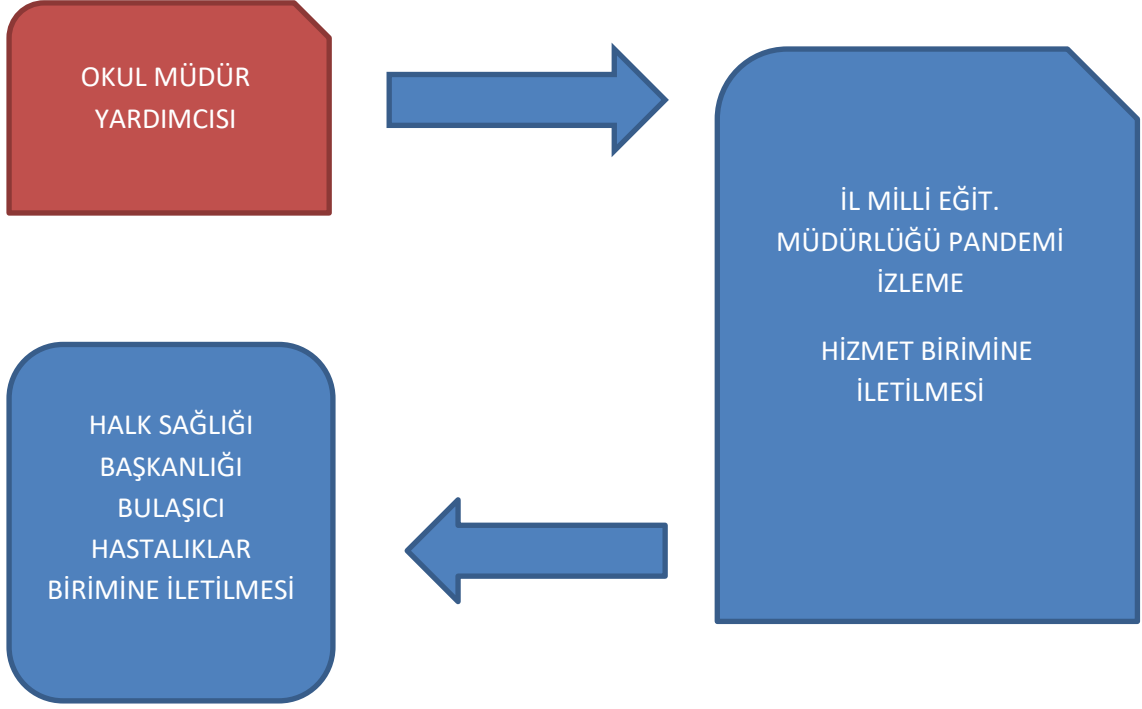 OKUL MÜDÜR
YARDIMCISI
İL MİLLİ EĞİT.
MÜDÜRLÜĞÜ PANDEMİ
İZLEME
HİZMET BİRİMİNE
İLETİLMESİ
HALK SAĞLIĞI
BAŞKANLIĞI
BULAŞICI
HASTALIKLAR
BİRİMİNE İLETİLMESİ